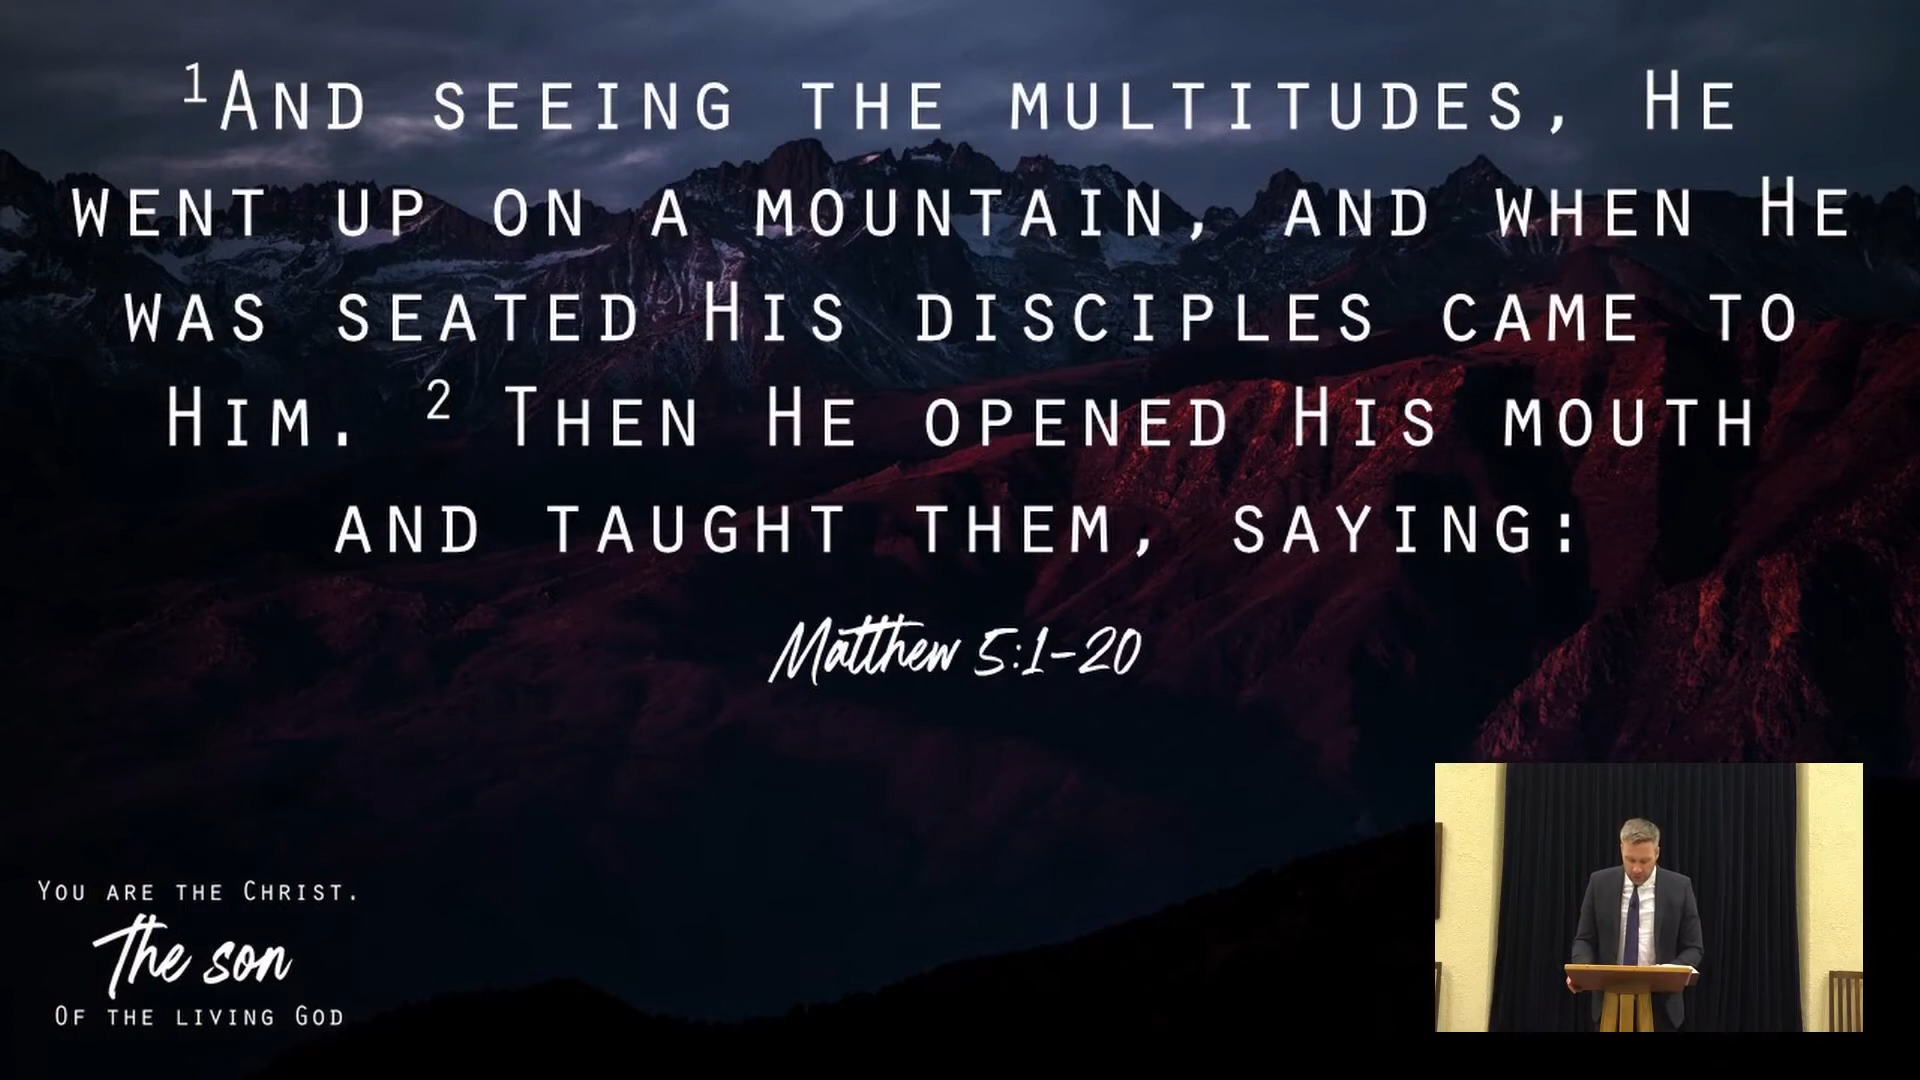 ¹And seeing the multitudes, He
went up on a mountain, and when He
was seated His disciples came to
Him. ² Then He opened His mouth
and taught them, saying:
Matthew 5:1-20
You are the Christ.
The son
Of the living God